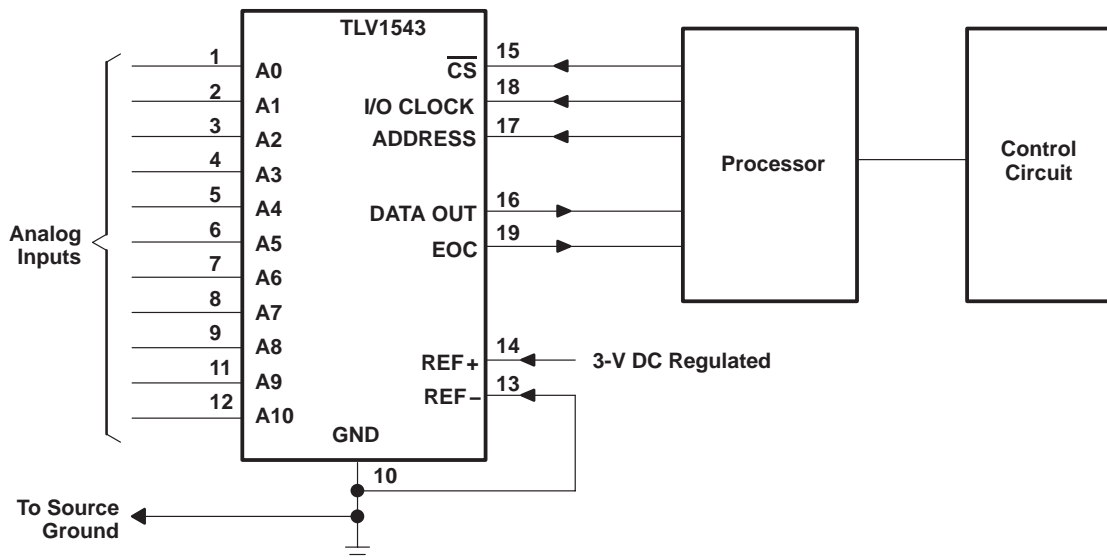 TLV1543
1
A0
2
A1
3
A2
4
A3
5
A4
6
A5
7
A6
8
A7
9
A8
11
A9
12
A10
Analog
Inputs
15
CS
18
I/O CLOCK
17
ADDRESS
16
DATA OUT
19
EOC
14
REF+
3-V DC Regulated
13
REF–
GND
10
To Source
Ground
Processor
Control
Circuit